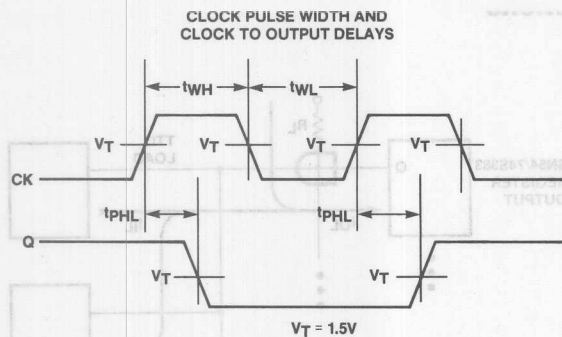 CLOCK PULSE WIDTH AND
CLOCK TO OUTPUT DELAYS
tWH
tWL
VT
VT
VT
VT
CK
tPHL
tPHL
Q
VT
VT
VT = 1.5V